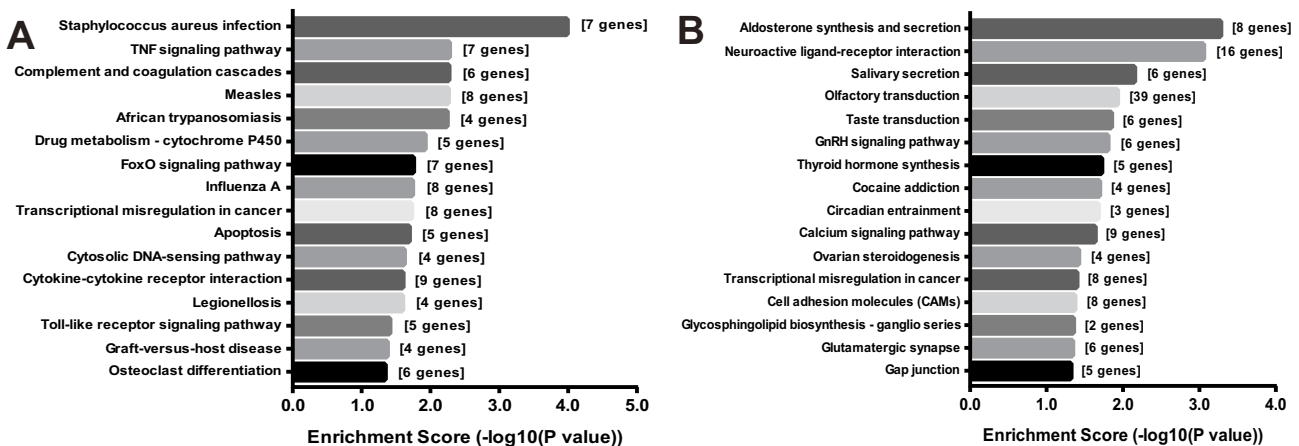 A
Staphylococcus aureus infection [7 genes]
TNF signaling pathway [7 genes]
Complement and coagulation cascades [6 genes]
Measles [8 genes]
African trypanosomiasis [4 genes]
Drug metabolism - cytochrome P450 [5 genes]
FoxO signaling pathway [7 genes]
Influenza A [8 genes]
Transcriptional misregulation in cancer [8 genes]
Apoptosis [5 genes]
Cytosolic DNA-sensing pathway [4 genes]
Cytokine-cytokine receptor interaction [9 genes]
Legionellosis [4 genes]
Toll-like receptor signaling pathway [5 genes]
Graft-versus-host disease [4 genes]
Osteoclast differentiation [6 genes]
0.0 1.0 2.0 3.0 4.0 5.0
Enrichment Score (-log10(P value))
B
Aldosterone synthesis and secretion [8 genes]
Neuroactive ligand-receptor interaction [16 genes]
Salivary secretion [6 genes]
Olfactory transduction [39 genes]
Taste transduction [6 genes]
GnRH signaling pathway [6 genes]
Thyroid hormone synthesis [5 genes]
Cocaine addiction [4 genes]
Circadian entrainment [3 genes]
Calcium signaling pathway [9 genes]
Ovarian steroidogenesis [4 genes]
Transcriptional misregulation in cancer [8 genes]
Cell adhesion molecules (CAMs) [8 genes]
Glycosphingolipid biosynthesis - ganglio series [2 genes]
Glutamatergic synapse [6 genes]
Gap junction [5 genes]
0.0 1.0 2.0 3.0 4.0
Enrichment Score (-log10(P value))